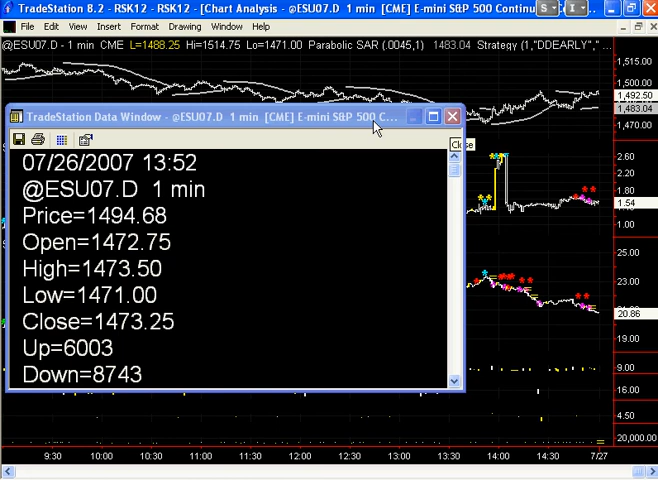 TradeStation 8.2 - RSK12 - RSK12 - [Chart Analysis - @ESU07.D 1 min [CME] E-mini S&P 500 Continu
S
I
File Edit View Insert Format Drawing Window Help
@ESU07.D - 1 min CME L=1488.25 Hi=1514.75 Lo=1471.00 Parabolic SAR (.0045,1) 1483.04 Strategy (1,"DDEARLY","...
1,515.00
1,500.00
1,492.50
1,483.04
1,470.00
TradeStation Data Window - @ESU07.D 1 min [CME] E-mini S&P 500 C...
Close
07/26/2007 13:52
@ESU07.D 1 min
Price=1494.68
Open=1472.75
High=1473.50
Low=1471.00
Close=1473.25
Up=6003
Down=8743
2.60
2.20
1.80
1.54
1.00
25.00
23.00
20.86
19.00
9.00
16.00
4.50
20,000.00
9:30 10:00 10:30 11:00 11:30 12:00 12:30 13:00 13:30 14:00 14:30 7/27